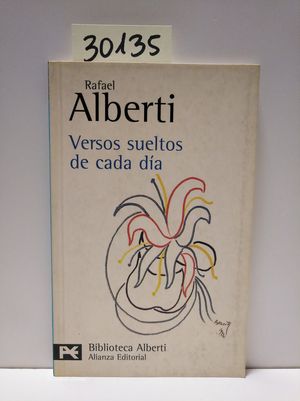 30135
Rafael
Alberti
Versos sueltos
de cada día
Biblioteca Alberti
Alianza Editorial